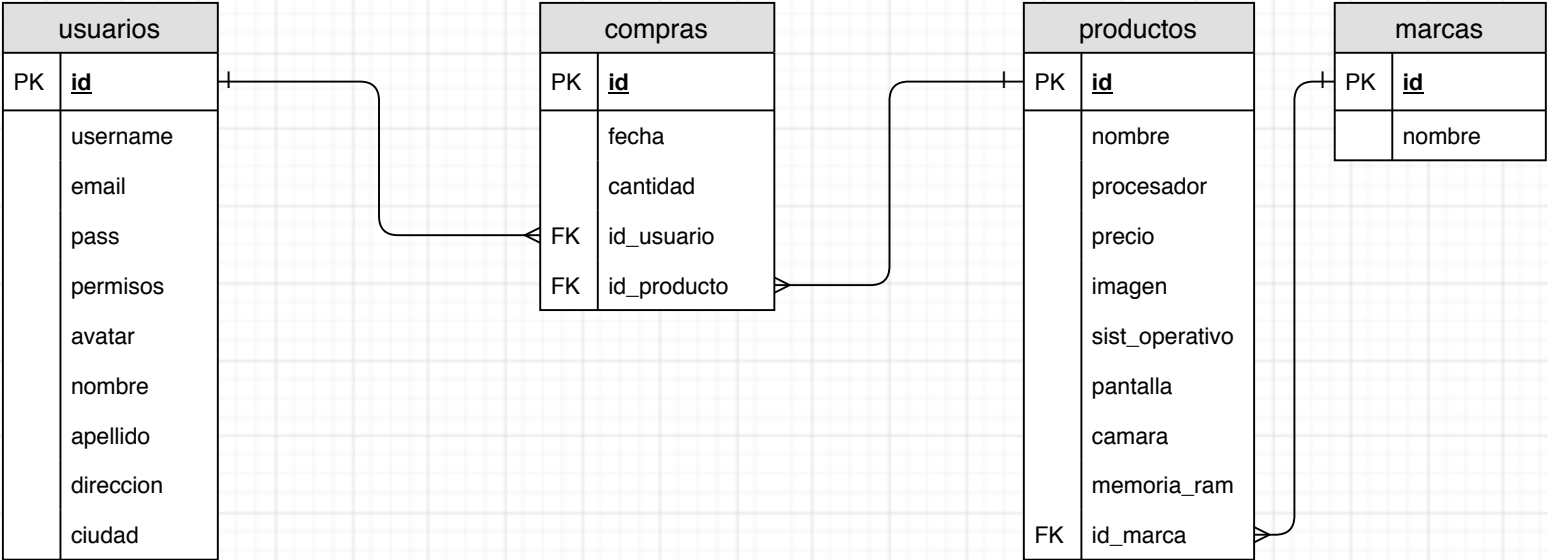 usuarios
PK id
username
email
pass
permisos
avatar
nombre
apellido
direccion
ciudad
compras
PK id
fecha
cantidad
FK id_usuario
FK id_producto
productos
PK id
nombre
procesador
precio
imagen
sist_operativo
pantalla
camara
memoria_ram
FK id_marca
marcas
PK id
nombre